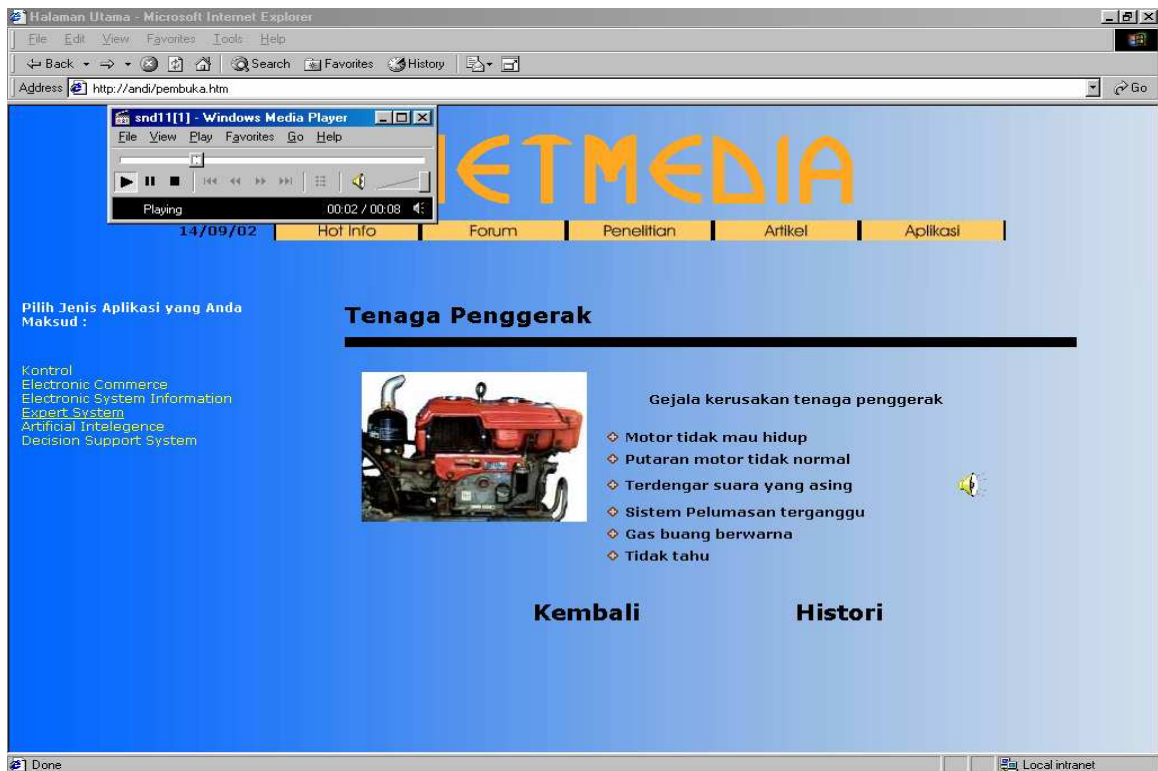 Halaman Utama - Microsoft Internet Explorer
File Edit View Favorites Tools Help
Back Search Favorites History
Address http://andi/pembuka.htm Go
snd11[1] - Windows Media Player
File View Play Favorites Go Help
Playing 00:02 / 00:08
ETMEDIA
14/09/02 Hot Info Forum Penelitian Artikel Aplikasi
Pilih Jenis Aplikasi yang Anda
Maksud :
Kontrol
Electronic Commerce
Electronic System Information
Expert System
Artificial Intelegence
Decision Support System
Tenaga Penggerak
Gejala kerusakan tenaga penggerak
Motor tidak mau hidup
Putaran motor tidak normal
Terdengar suara yang asing
Sistem Pelumasan terganggu
Gas buang berwarna
Tidak tahu
Kembali Histori
Done Local intranet